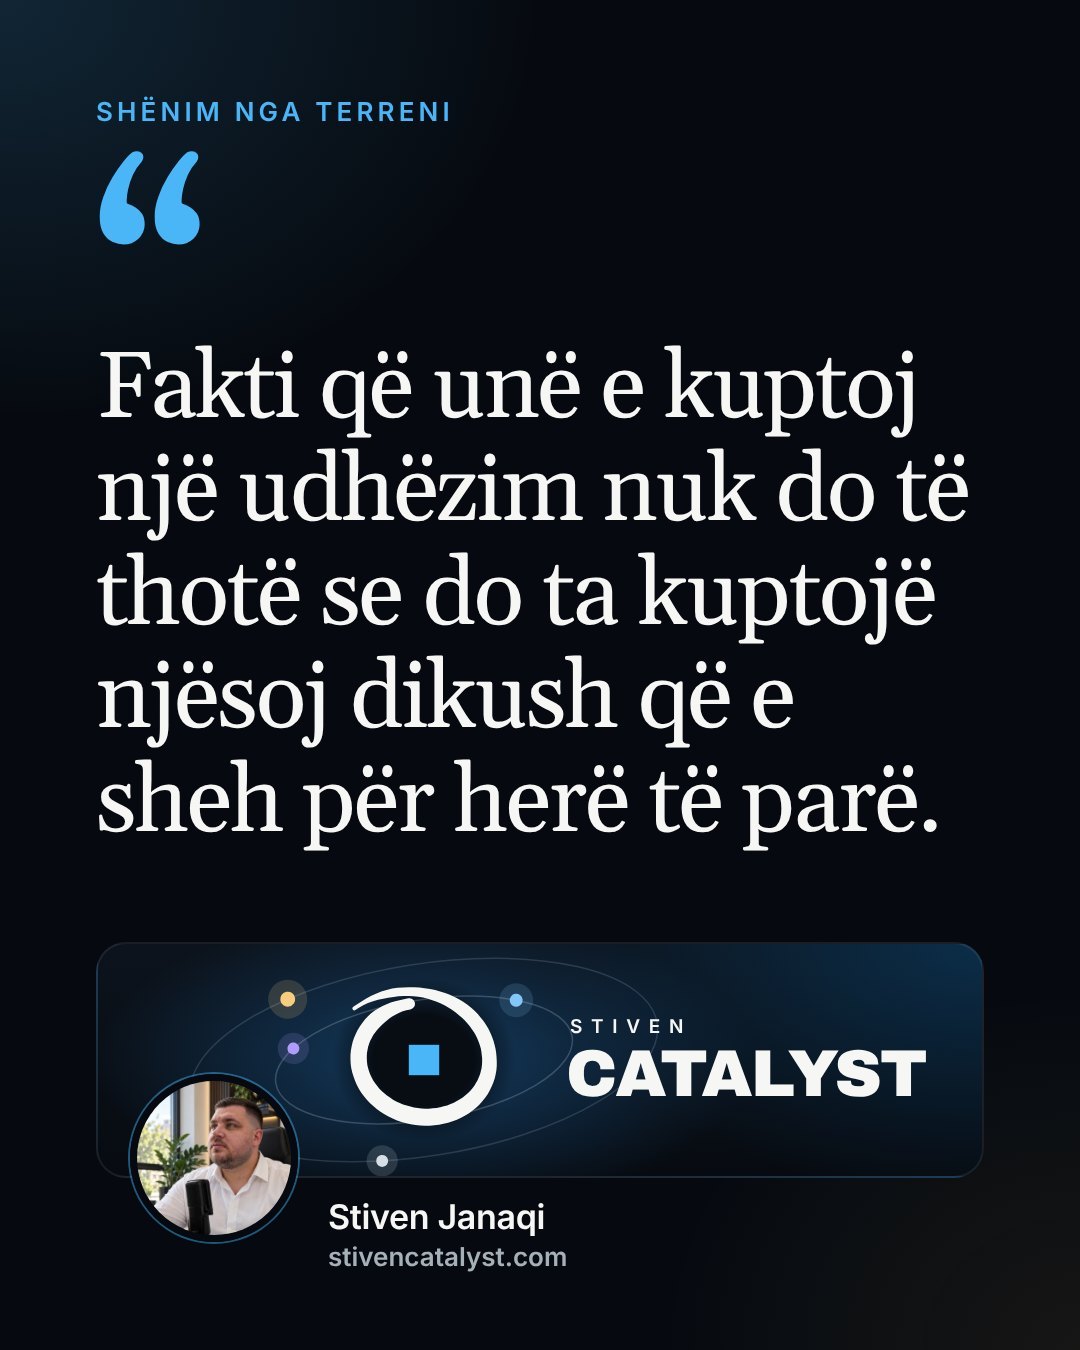 SHËNIM NGA TERRENI
“
Fakti që unë e kuptoj
një udhëzim nuk do të
thotë se do ta kuptojë
njësoj dikush që e
sheh për herë të parë.
STIVEN
CATALYST
Stiven Janaqi
stivencatalyst.com